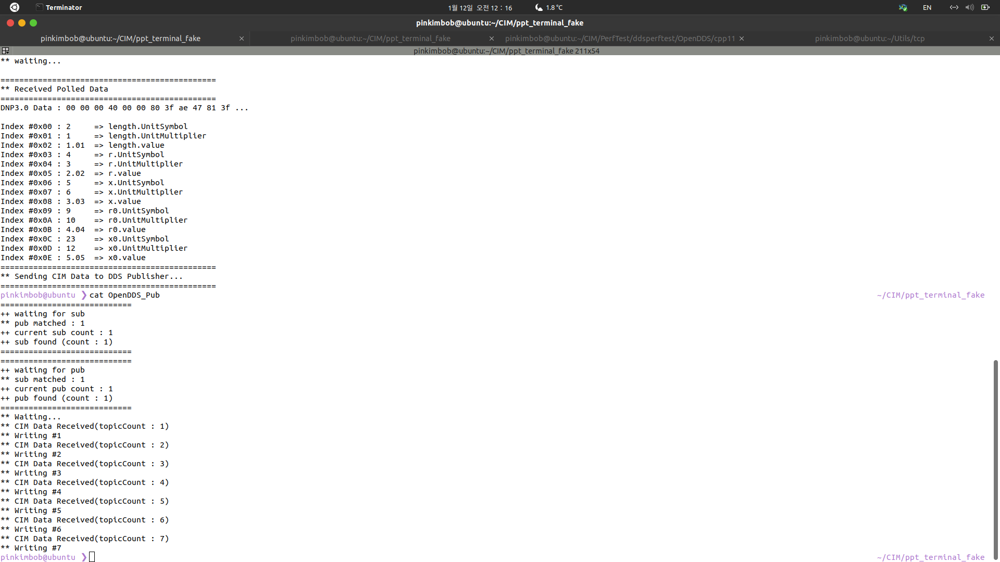 Terminator
1월 12일 오전 12 : 16
1.8 °C
EN
pinkimbob@ubuntu:~/CIM/ppt_terminal_fake
pinkimbob@ubuntu:~/CIM/ppt_terminal_fake
pinkimbob@ubuntu:~/CIM/ppt_terminal_fake
pinkimbob@ubuntu:~/CIM/PerfTest/ddsperftest/OpenDDS/cpp11
pinkimbob@ubuntu:~/Utils/tcp
pinkimbob@ubuntu:~/CIM/ppt_terminal_fake 211x54
** waiting...
==============================================
** Received Polled Data
==============================================
DNP3.0 Data : 00 00 00 40 00 00 80 3f ae 47 81 3f ...
Index #0x00 : 2     => length.UnitSymbol
Index #0x01 : 1     => length.UnitMultiplier
Index #0x02 : 1.01  => length.value
Index #0x03 : 4     => r.UnitSymbol
Index #0x04 : 3     => r.UnitMultiplier
Index #0x05 : 2.02  => r.value
Index #0x06 : 5     => x.UnitSymbol
Index #0x07 : 6     => x.UnitMultiplier
Index #0x08 : 3.03  => x.value
Index #0x09 : 9     => r0.UnitSymbol
Index #0x0A : 10    => r0.UnitMultiplier
Index #0x0B : 4.04  => r0.value
Index #0x0C : 23    => x0.UnitSymbol
Index #0x0D : 12    => x0.UnitMultiplier
Index #0x0E : 5.05  => x0.value
==============================================
** Sending CIM Data to DDS Publisher...
==============================================
pinkimbob@ubuntu ❯ cat OpenDDS_Pub ~/CIM/ppt_terminal_fake
============================
++ waiting for sub
** pub matched : 1
++ current sub count : 1
++ sub found (count : 1)
============================
============================
++ waiting for pub
** sub matched : 1
++ current pub count : 1
++ pub found (count : 1)
============================
** Waiting...
** CIM Data Received(topicCount : 1)
** Writing #1
** CIM Data Received(topicCount : 2)
** Writing #2
** CIM Data Received(topicCount : 3)
** Writing #3
** CIM Data Received(topicCount : 4)
** Writing #4
** CIM Data Received(topicCount : 5)
** Writing #5
** CIM Data Received(topicCount : 6)
** Writing #6
** CIM Data Received(topicCount : 7)
** Writing #7
pinkimbob@ubuntu ❯ ~/CIM/ppt_terminal_fake